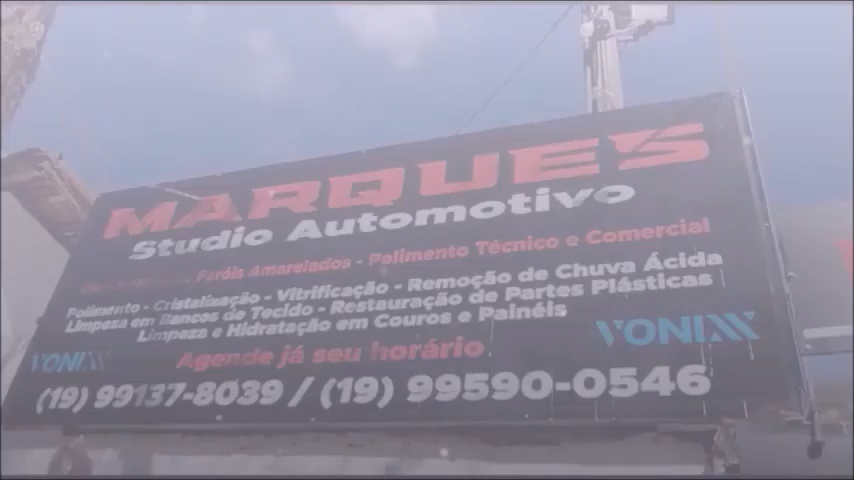 MARQUES
Studio Automotivo
Faróis Amarelados - Polimento Técnico e Comercial
Polimento - Cristalização - Vitrificação - Remoção de Chuva Ácida
Limpeza em Bancos de Tecido - Restauração de Partes Plásticas
Limpeza e Hidratação em Couros e Painéis
VONIXX
VONIXX
Agende já seu horário
(19) 99137-8039 / (19) 99590-0546